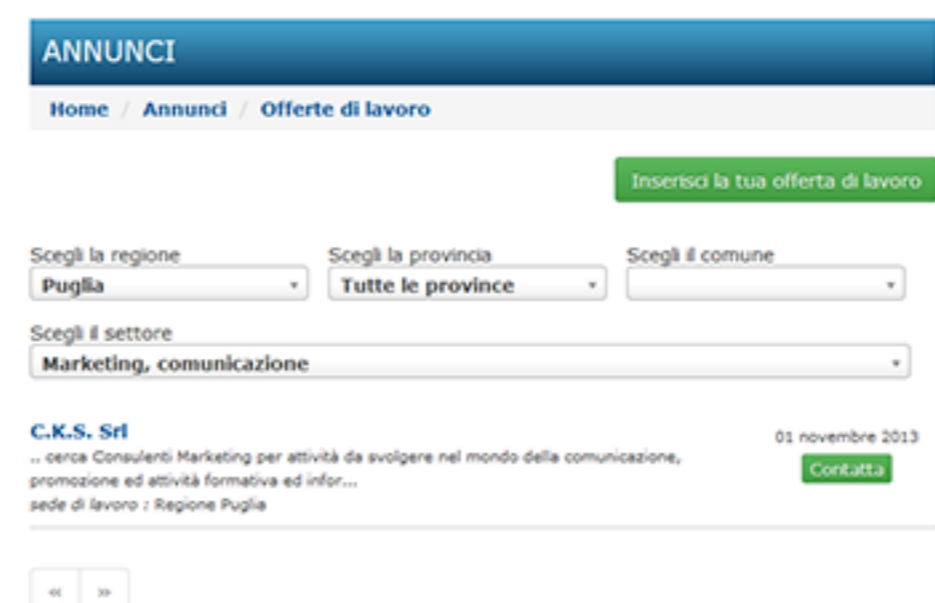 ANNUNCI
Home / Annunci / Offerte di lavoro
Inserisci la tua offerta di lavoro
Scegli la regione
Scegli la provincia
Scegli il comune
Puglia
Tutte le province
Scegli il settore
Marketing, comunicazione
C.K.S. Srl
01 novembre 2013
.. cerca Consulenti Marketing per attività da svolgere nel mondo della comunicazione,
promozione ed attività formativa ed infor...
Contatta
sede di lavoro : Regione Puglia
« »